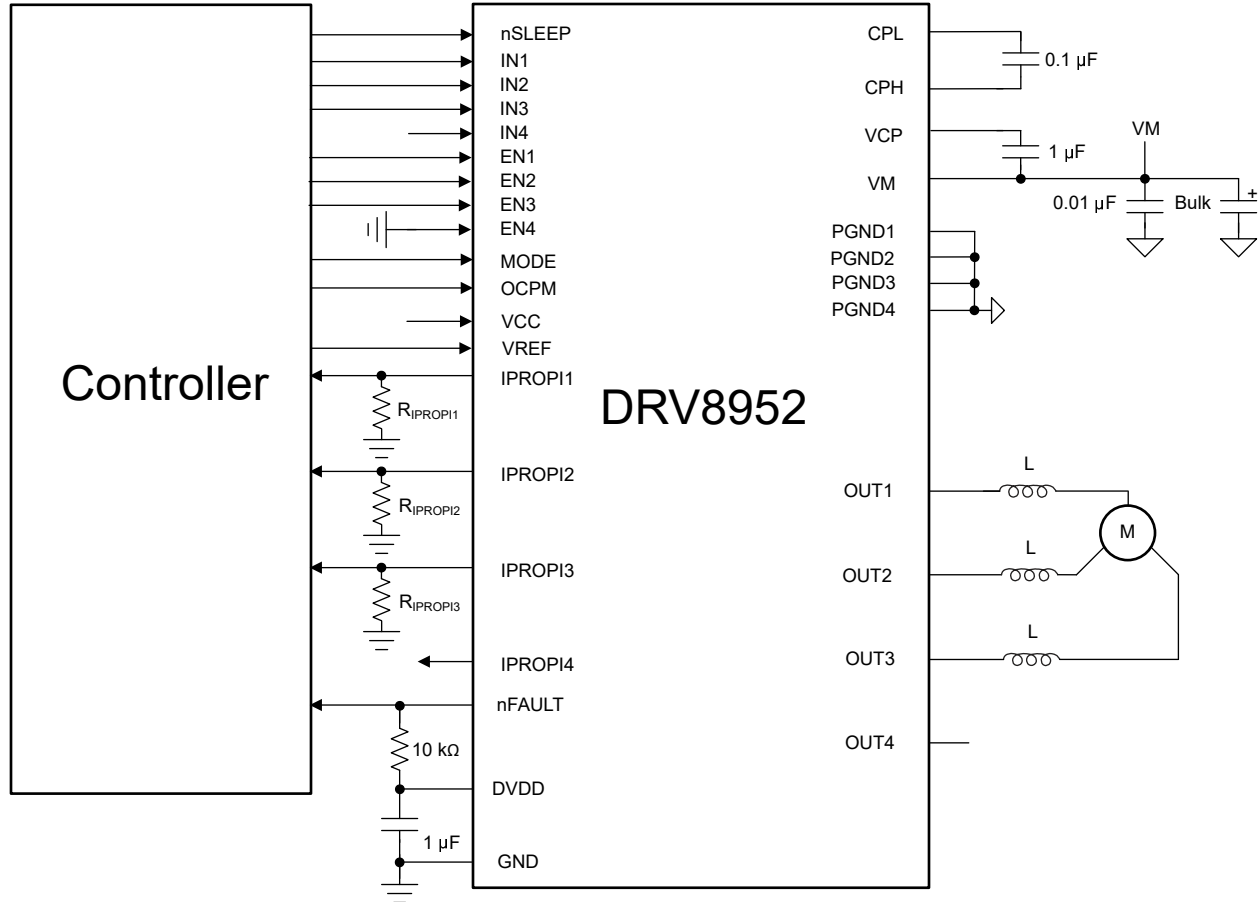 Controller
nSLEEP
IN1
IN2
IN3
IN4
EN1
EN2
EN3
EN4
MODE
OCPM
VCC
VREF
IPROPI1
RIPROPI1
IPROPI2
RIPROPI2
IPROPI3
RIPROPI3
IPROPI4
nFAULT
10 kΩ
DVDD
1 µF
GND
DRV8952
CPL
0.1 µF
CPH
VCP
1 µF
VM
VM
0.01 µF
Bulk
+
PGND1
PGND2
PGND3
PGND4
OUT1
L
M
OUT2
L
OUT3
L
OUT4